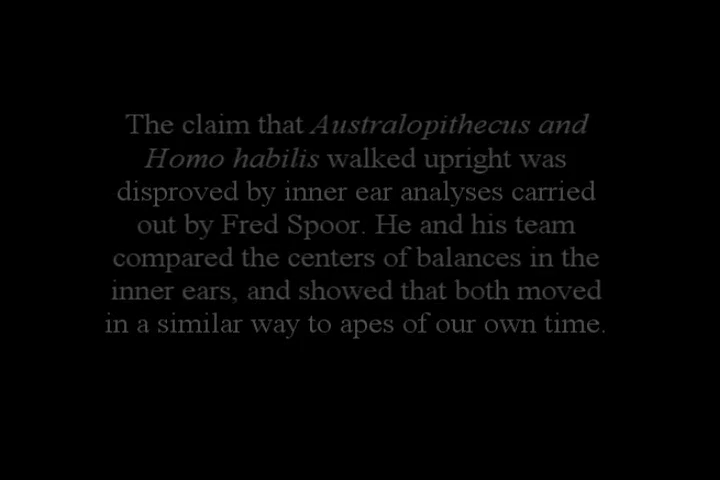 The claim that Australopithecus and
Homo habilis walked upright was
disproved by inner ear analyses carried
out by Fred Spoor. He and his team
compared the centers of balances in the
inner ears, and showed that both moved
in a similar way to apes of our own time.